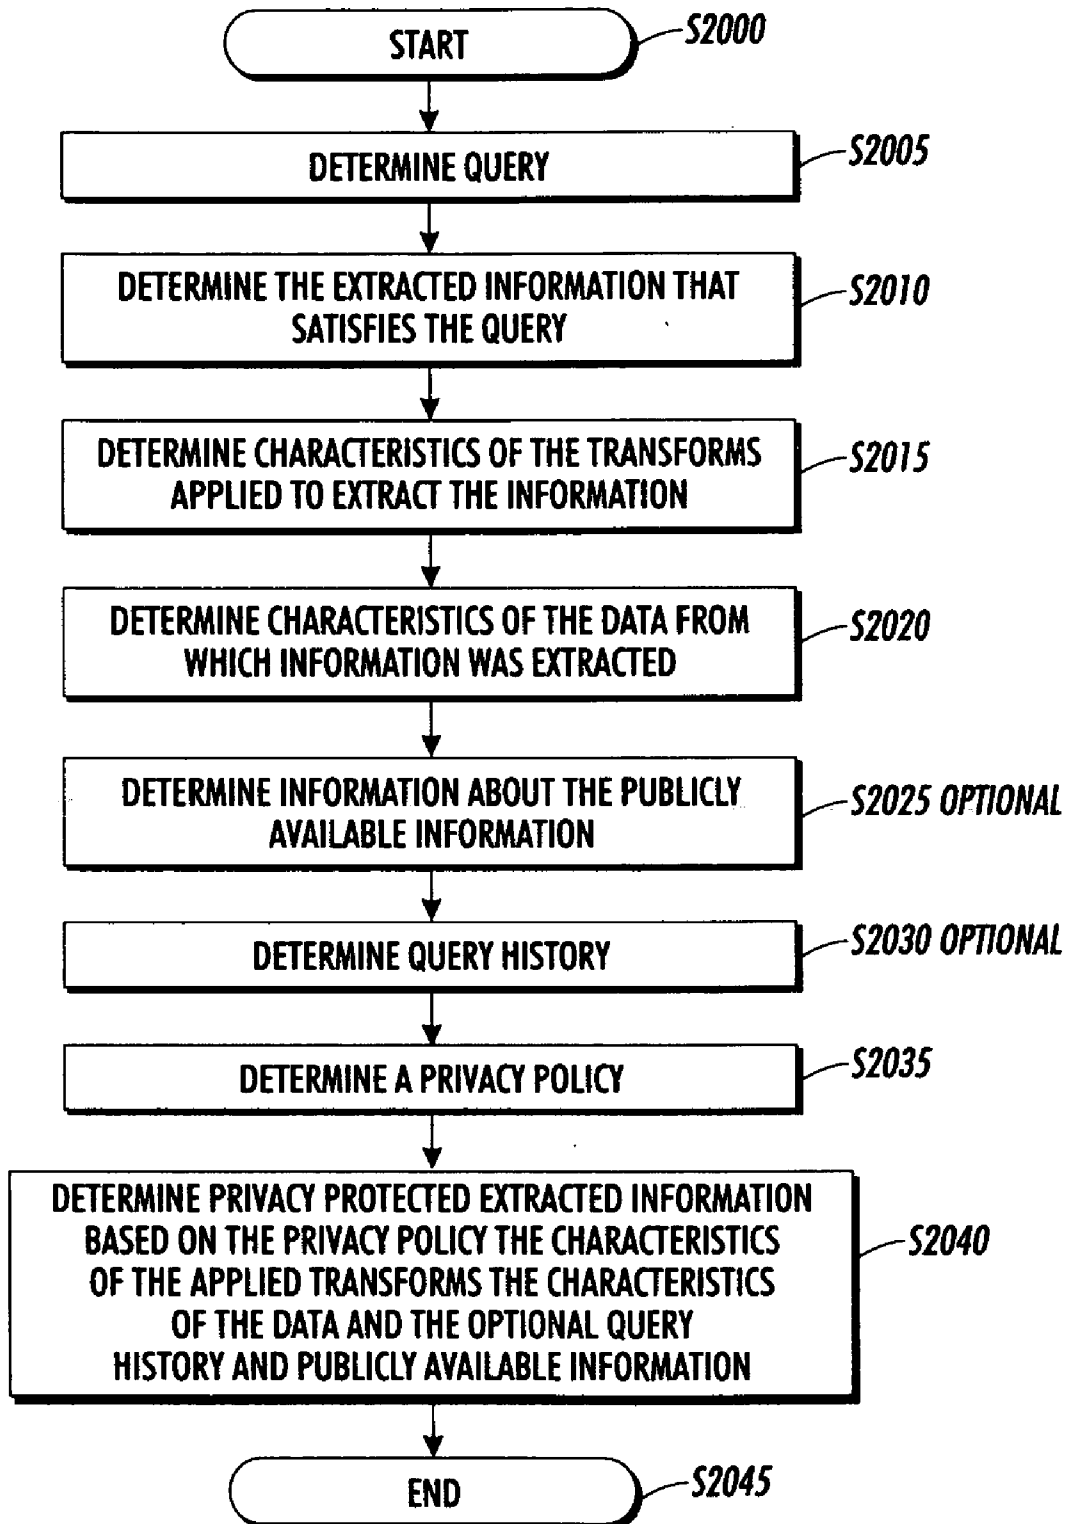 START
S2000
DETERMINE QUERY
S2005
DETERMINE THE EXTRACTED INFORMATION THAT
SATISFIES THE QUERY
S2010
DETERMINE CHARACTERISTICS OF THE TRANSFORMS
APPLIED TO EXTRACT THE INFORMATION
S2015
DETERMINE CHARACTERISTICS OF THE DATA FROM
WHICH INFORMATION WAS EXTRACTED
S2020
DETERMINE INFORMATION ABOUT THE PUBLICLY
AVAILABLE INFORMATION
S2025 OPTIONAL
DETERMINE QUERY HISTORY
S2030 OPTIONAL
DETERMINE A PRIVACY POLICY
S2035
DETERMINE PRIVACY PROTECTED EXTRACTED INFORMATION
BASED ON THE PRIVACY POLICY THE CHARACTERISTICS
OF THE APPLIED TRANSFORMS THE CHARACTERISTICS
OF THE DATA AND THE OPTIONAL QUERY
HISTORY AND PUBLICLY AVAILABLE INFORMATION
S2040
END
S2045